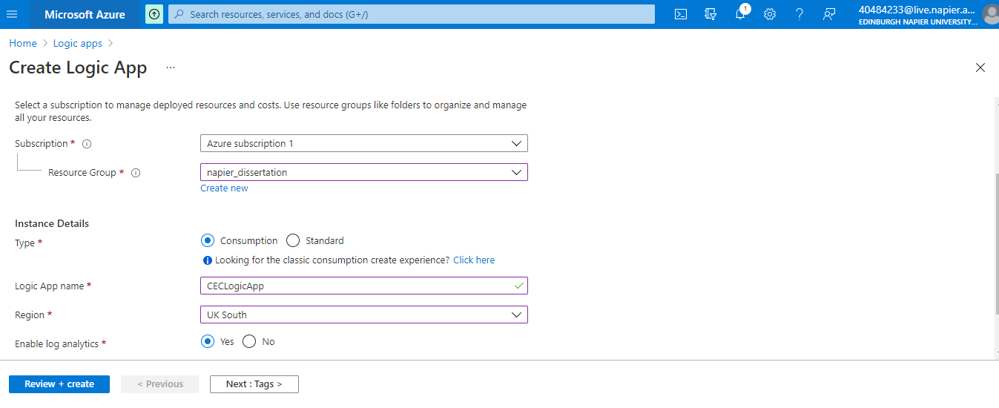 Microsoft Azure
Search resources, services, and docs (G+/)
1
40484233@live.napier.a...
EDINBURGH NAPIER UNIVERSITY...
Home > Logic apps >
Create Logic App ...
Select a subscription to manage deployed resources and costs. Use resource groups like folders to organize and manage
all your resources.
Subscription *
Azure subscription 1
Resource Group *
napier_dissertation
Create new
Instance Details
Type *
Consumption
Standard
Looking for the classic consumption create experience? Click here
Logic App name *
CECLogicApp
Region *
UK South
Enable log analytics *
Yes
No
Review + create
< Previous
Next : Tags >